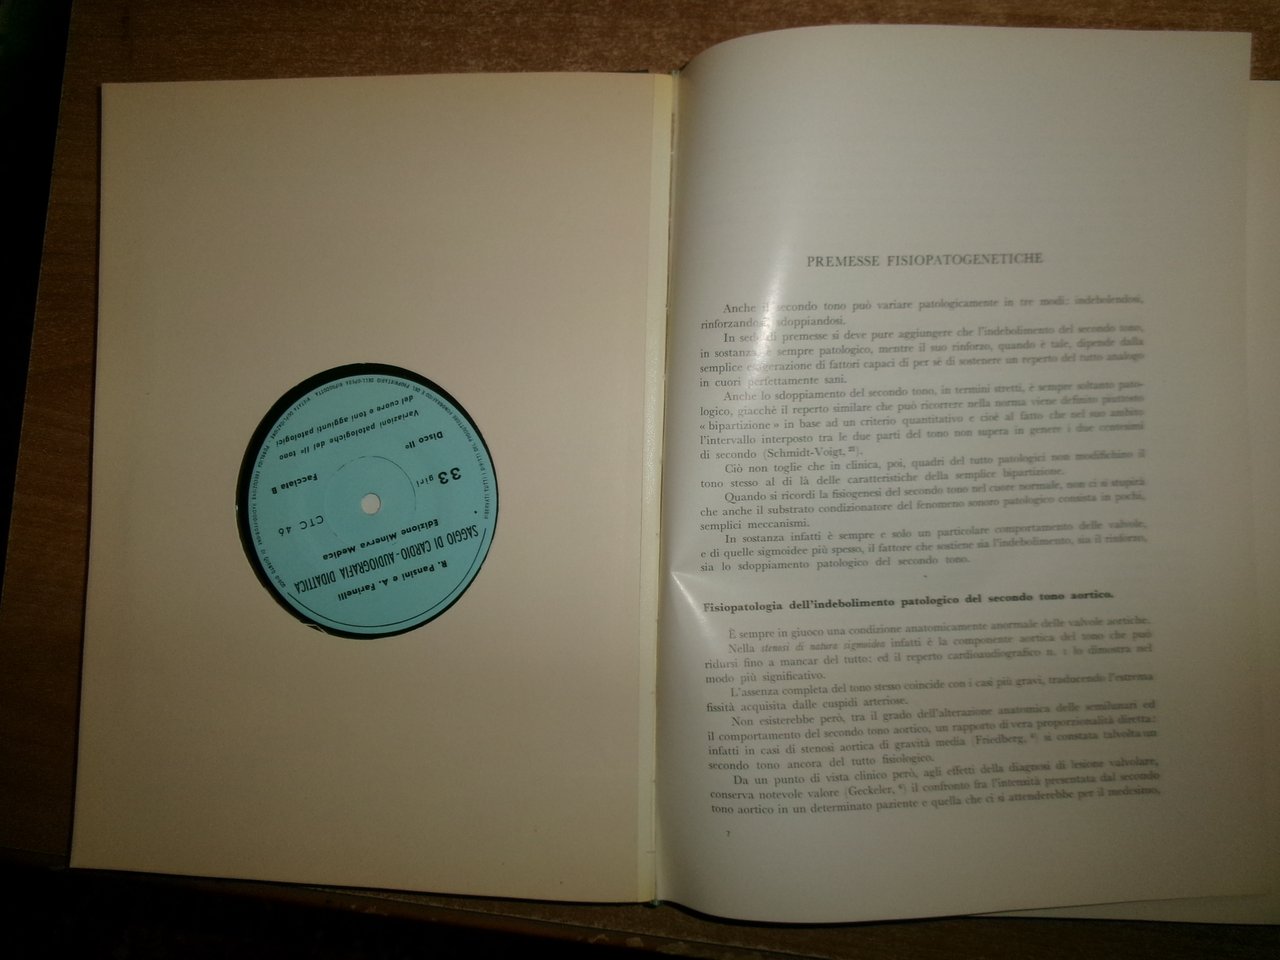 R. Pansini e A. Farinelli
SAGGIO DI CARDIO-AUDIOGRAFIA DIDATTICA
Edizione Minerva Medica
CTC 46
33 giri
Facciata B
Disco II°
Variazioni patologiche del II° tono
del cuore e toni aggiunti patologici
PREMESSE FISIOPATOGENETICHE
Anche il secondo tono può variare patologicamente in tre modi: indebolendosi,
rinforzandosi, sdoppiandosi.
In sede di premesse si deve pure aggiungere che l'indebolimento del secondo tono,
in sostanza, è sempre patologico, mentre il suo rinforzo, quando è tale, dipende dalla
semplice esagerazione di fattori capaci di per sè di sostenere un reperto del tutto analogo
in cuori perfettamente sani.
Anche lo sdoppiamento del secondo tono, in termini stretti, è sempre soltanto pato-
logico, giacchè il reperto similare che può ricorrere nella norma viene definito piuttosto
« bipartizione » in base ad un criterio quantitativo e cioè al fatto che nel suo ambito
l'intervallo interposto tra le due parti del tono non supera in genere i due centesimi
di secondo (Schmidt-Voigt, ).
Ciò non toglie che in clinica, poi, quadri del tutto patologici non modifichino il
tono stesso al di là delle caratteristiche della semplice bipartizione.
Quando si ricordi la fisiogenesi del secondo tono nel cuore normale, non ci si stupirà
che anche il substrato condizionatore del fenomeno sonoro patologico consista in pochi,
semplici meccanismi.
In sostanza infatti è sempre e solo un particolare comportamento delle valvole,
e di quelle sigmoidee più spesso, il fattore che sostiene sia l'indebolimento, sia il rinforzo,
sia lo sdoppiamento patologico del secondo tono.
Fisiopatologia dell'indebolimento patologico del secondo tono aortico.
È sempre in giuoco una condizione anatomicamente anormale delle valvole aortiche.
Nella stenosi di natura sigmoidea infatti è la componente aortica del tono che può
ridursi fino a mancar del tutto: ed il reperto cardioaudiografico n. 1 lo dimostra nel
modo più significativo.
L'assenza completa del tono stesso coincide con i casi più gravi, traducendo l'estrema
fissità acquisita dalle cuspidi arteriose.
Non esisterebbe però, tra il grado dell'alterazione anatomica delle semilunari ed
il comportamento del secondo tono aortico, un rapporto di vera proporzionalità diretta:
infatti in casi di stenosi aortica di gravità media (Friedberg, ) si constata talvolta un
secondo tono ancora del tutto fisiologico.
Da un punto di vista clinico però, agli effetti della diagnosi di lesione valvolare,
conserva notevole valore (Geckeler, ) il confronto fra l'intensità presentata dal secondo
tono aortico in un determinato paziente e quella che ci si attenderebbe per il medesimo,